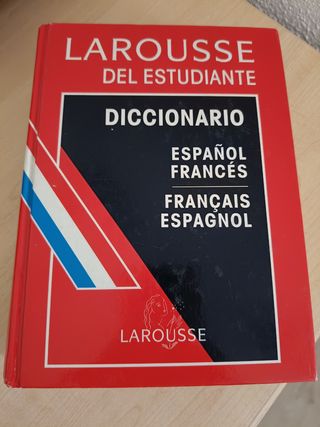 LAROUSSE
DEL ESTUDIANTE
DICCIONARIO
ESPAÑOL
FRANCÉS
FRANÇAIS
ESPAGNOL
LAROUSSE